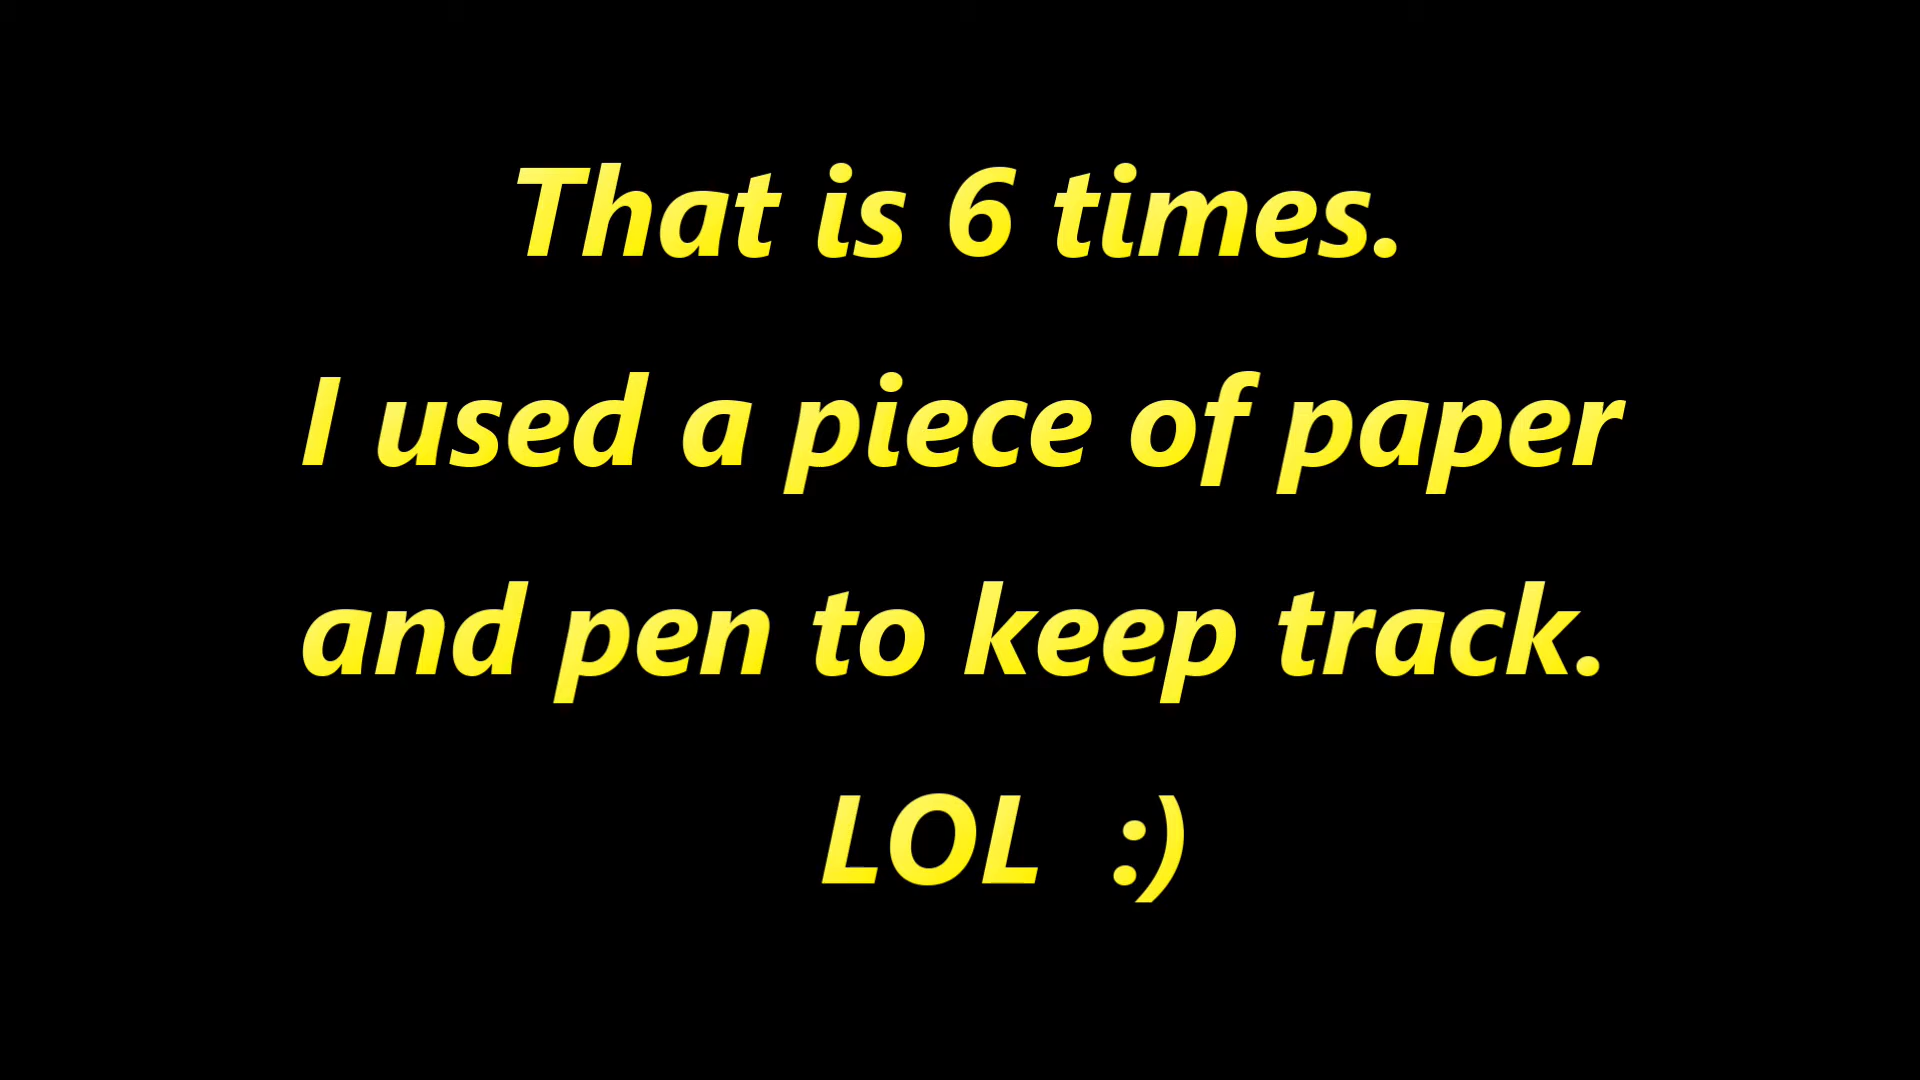 That is 6 times.
I used a piece of paper
and pen to keep track.
LOL :)